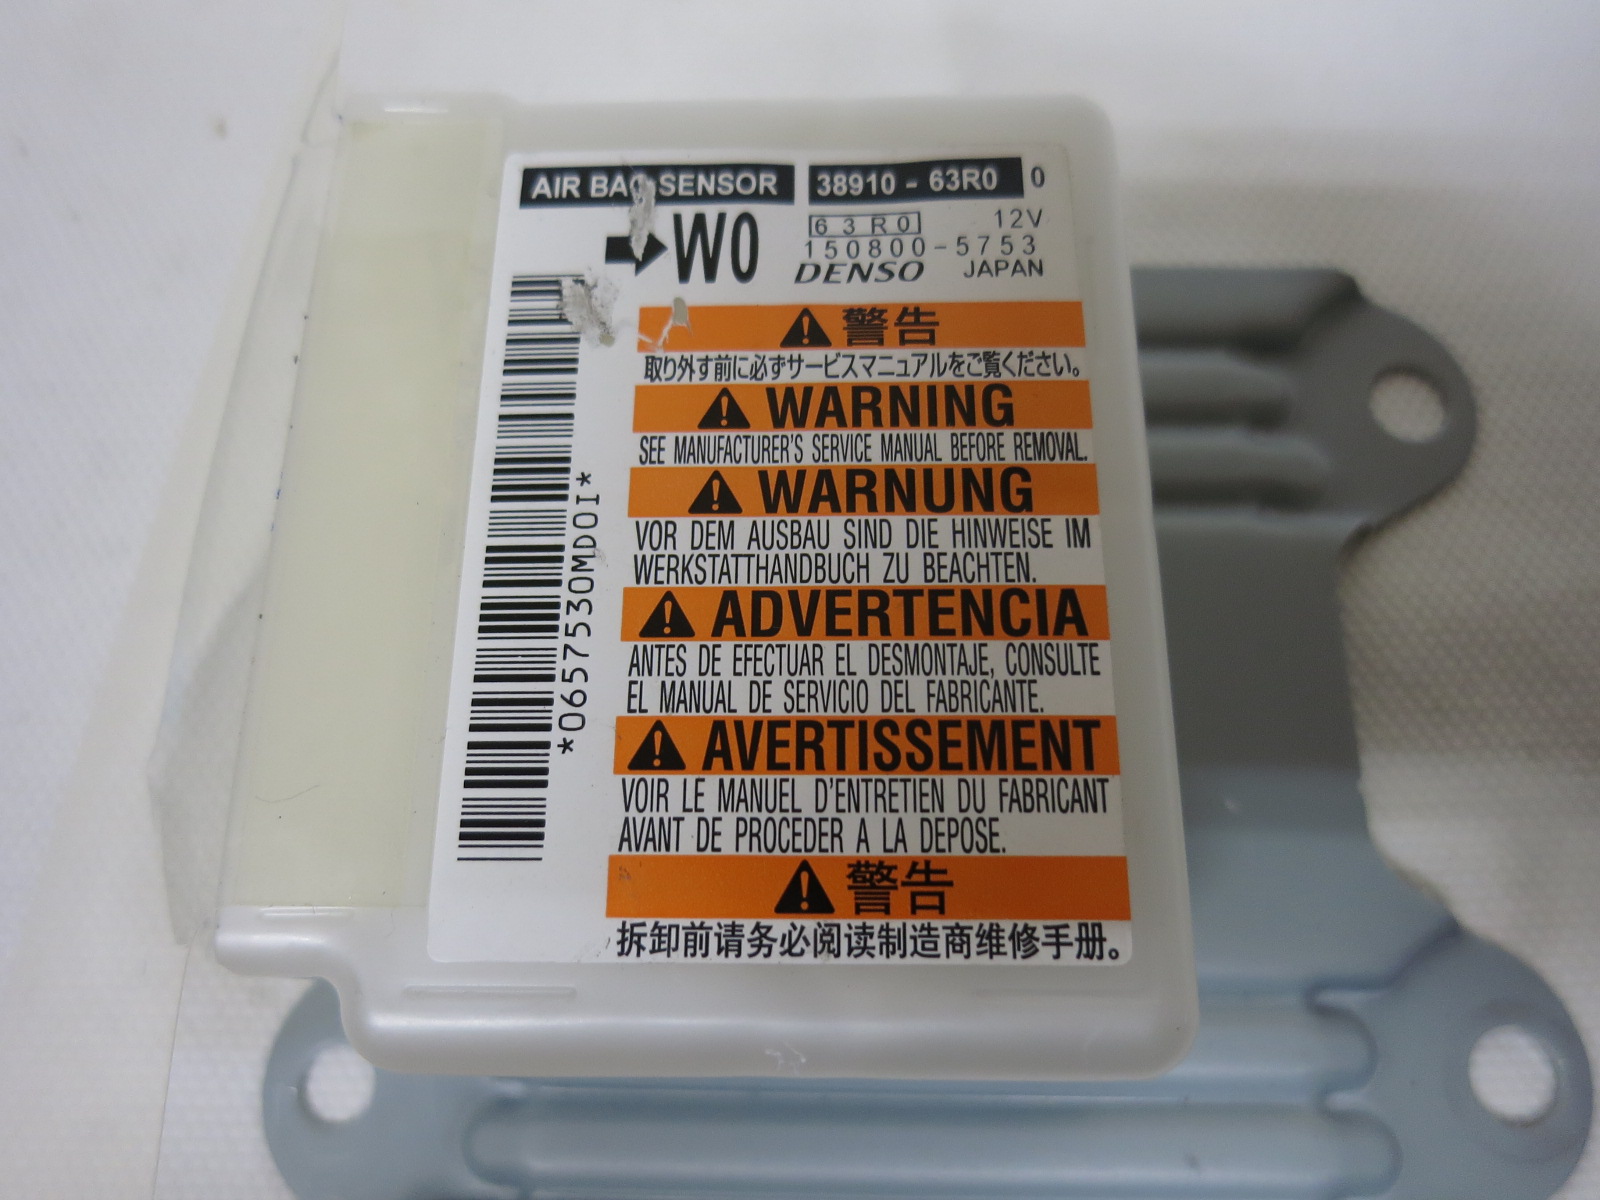 AIR BAG SENSOR 38910 - 63R0 0
W0
63R0 12V
150800-5753
DENSO JAPAN
*0657530MD0I*
警告
取り外す前に必ずサービスマニュアルをご覧ください。
WARNING
SEE MANUFACTURER'S SERVICE MANUAL BEFORE REMOVAL.
WARNUNG
VOR DEM AUSBAU SIND DIE HINWEISE IM
WERKSTATTHANDBUCH ZU BEACHTEN.
ADVERTENCIA
ANTES DE EFECTUAR EL DESMONTAJE, CONSULTE
EL MANUAL DE SERVICIO DEL FABRICANTE.
AVERTISSEMENT
VOIR LE MANUEL D'ENTRETIEN DU FABRICANT
AVANT DE PROCEDER A LA DEPOSE.
警告
拆卸前请务必阅读制造商维修手册。